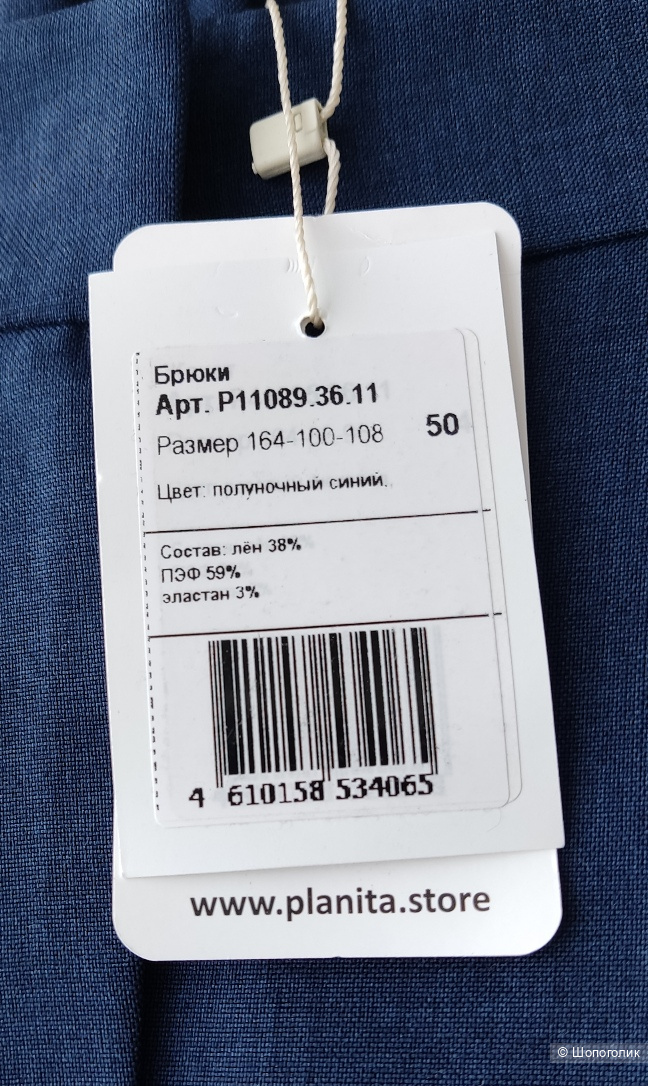 Брюки
Арт. P11089.36.11
Размер 164-100-108 50
Цвет: полуночный синий.
Состав: лён 38%
ПЭФ 59%
эластан 3%
4 610158 534065
www.planita.store
© Шопоголик